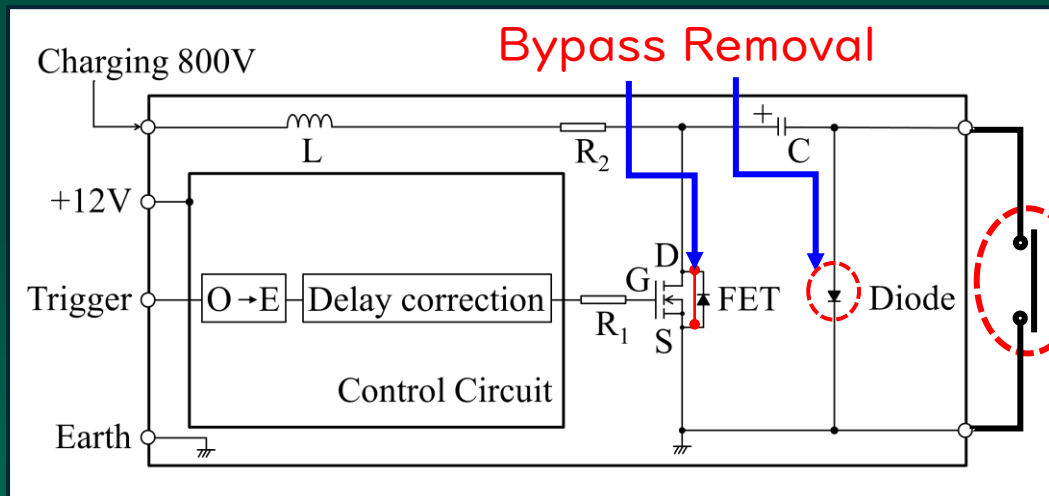 Bypass Removal
Charging 800V
L
R₂
+
C
+12V
D
G
FET
Diode
Trigger
O→E
Delay correction
R₁
S
Control Circuit
Earth